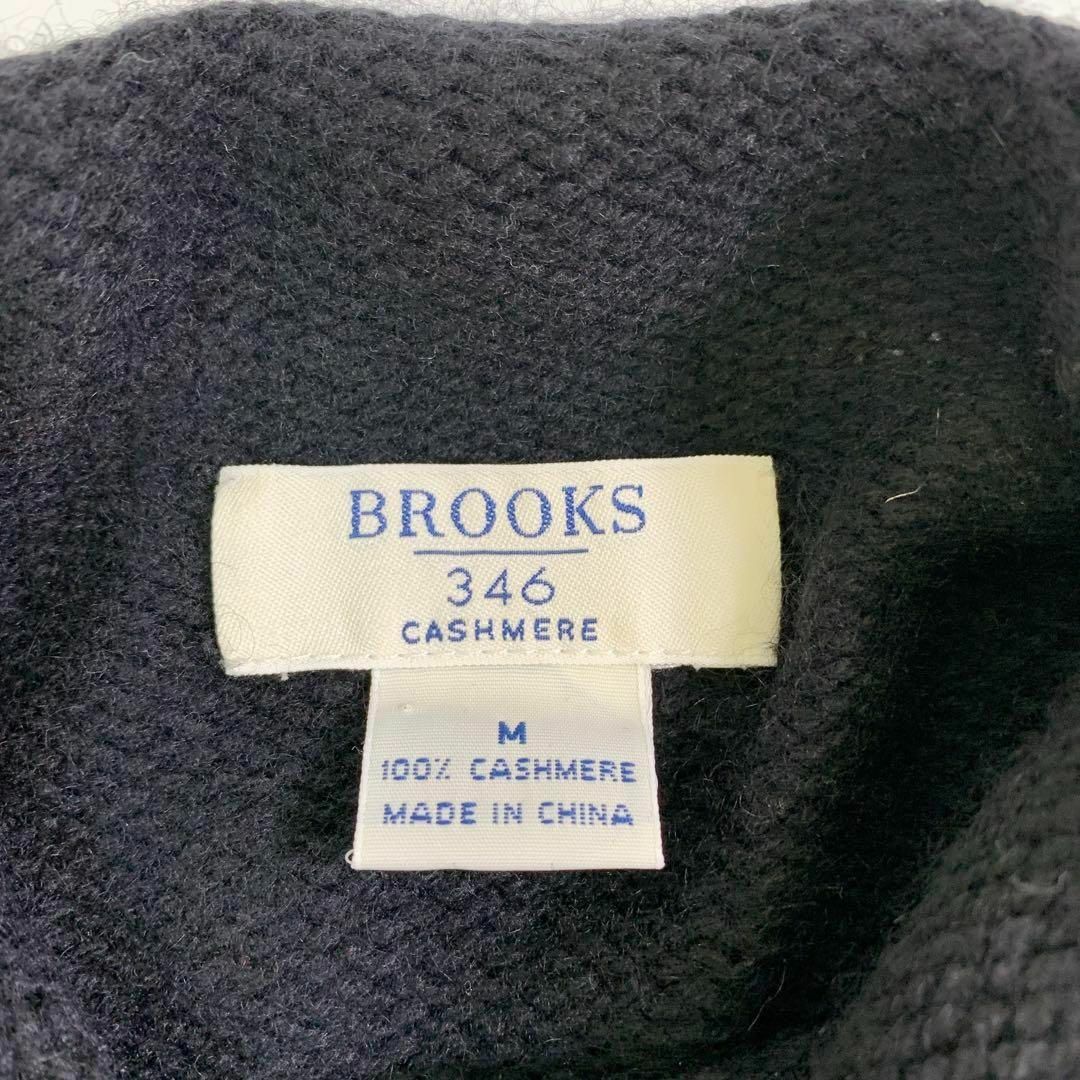 BROOKS
346
CASHMERE
M
100% CASHMERE
MADE IN CHINA